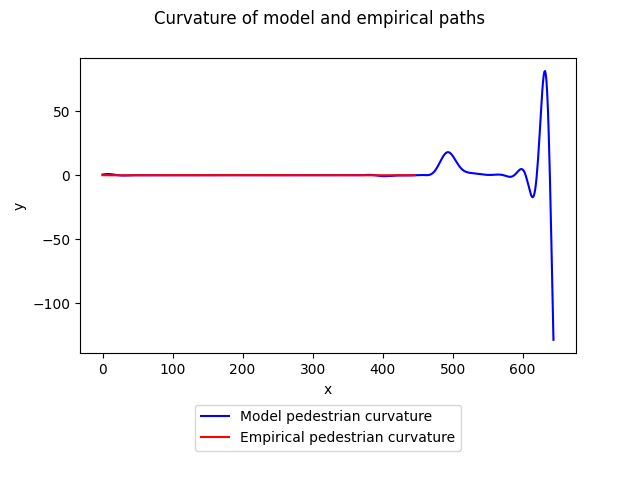 Curvature of model and empirical paths
50
0
−50
−100
y
0 100 200 300 400 500 600
x
Model pedestrian curvature
Empirical pedestrian curvature